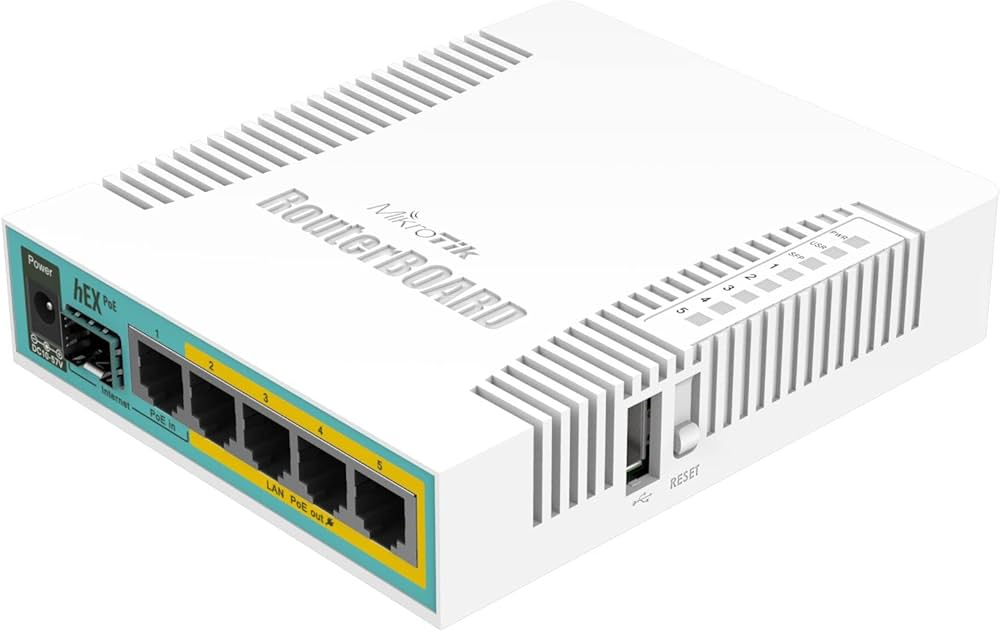 MikroTik
RouterBOARD
PWR
USB
SFP
1
2
3
4
5
Power
DC10-57V
hEX PoE
Internet
1
PoE in
2
3
4
5
LAN PoE out
RESET